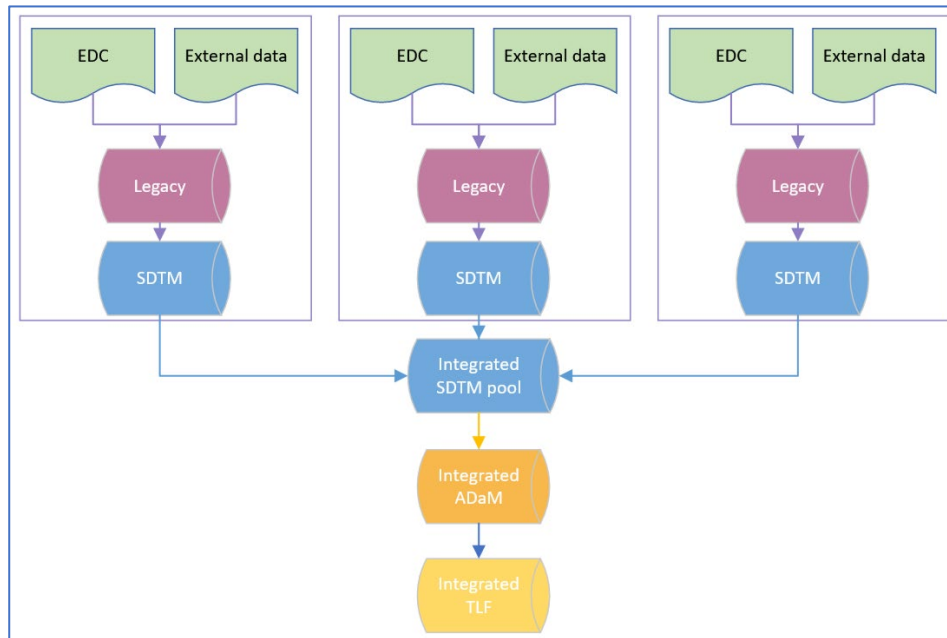 EDC
External data
EDC
External data
EDC
External data
Legacy
Legacy
Legacy
SDTM
SDTM
SDTM
Integrated
SDTM pool
Integrated
ADaM
Integrated
TLF